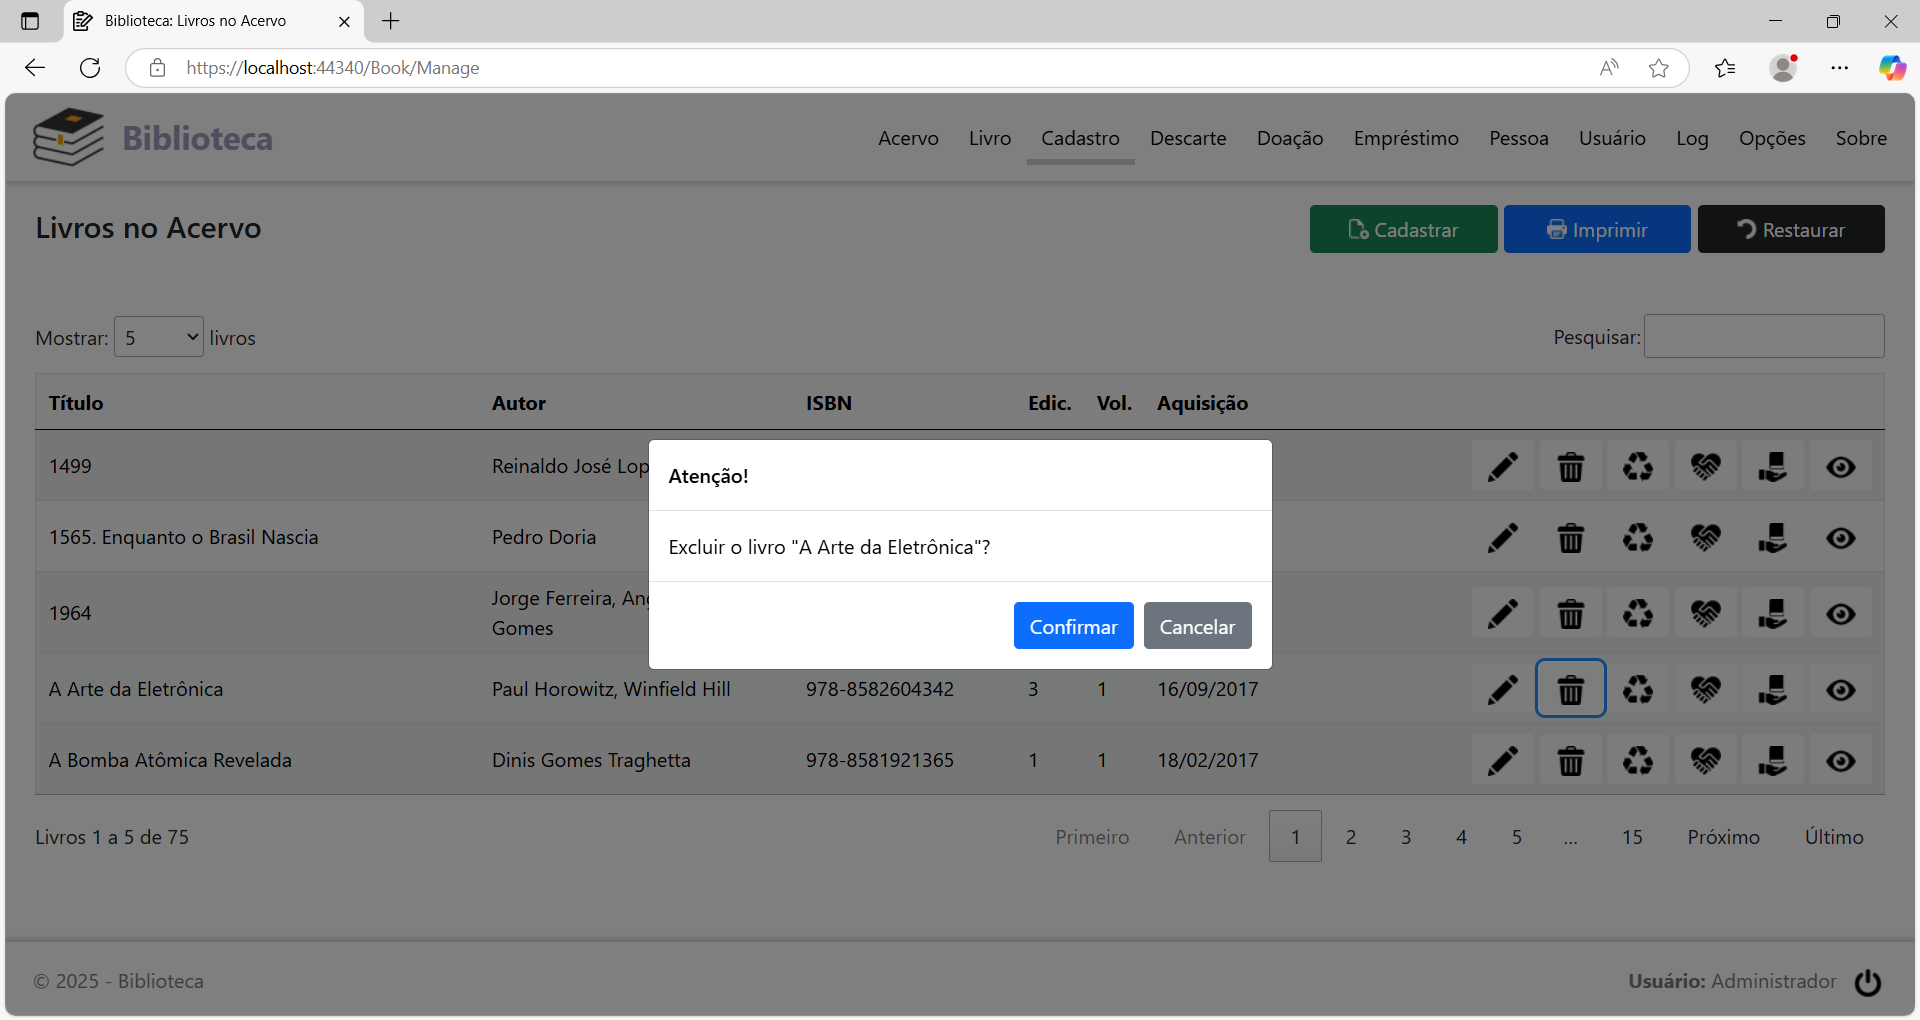 Biblioteca: Livros no Acervo
https://localhost:44340/Book/Manage
Biblioteca
Acervo Livro Cadastro Descarte Doação Empréstimo Pessoa Usuário Log Opções Sobre
Livros no Acervo
Cadastrar Imprimir Restaurar
Mostrar: 5 livros
Pesquisar:
Título Autor ISBN Edic. Vol. Aquisição
1499 Reinaldo José
1565. Enquanto o Brasil Nascia Pedro Doria
1964 Jorge Ferreira,
Gomes
Atenção!
Excluir o livro "A Arte da Eletrônica"?
Confirmar Cancelar
A Arte da Eletrônica Paul Horowitz, Winfield Hill 978-8582604342 3 1 16/09/2017
A Bomba Atômica Revelada Dinis Gomes Traghetta 978-8581921365 1 1 18/02/2017
Livros 1 a 5 de 75
Primeiro Anterior 1 2 3 4 5 ... 15 Próximo Último
© 2025 - Biblioteca
Usuário: Administrador